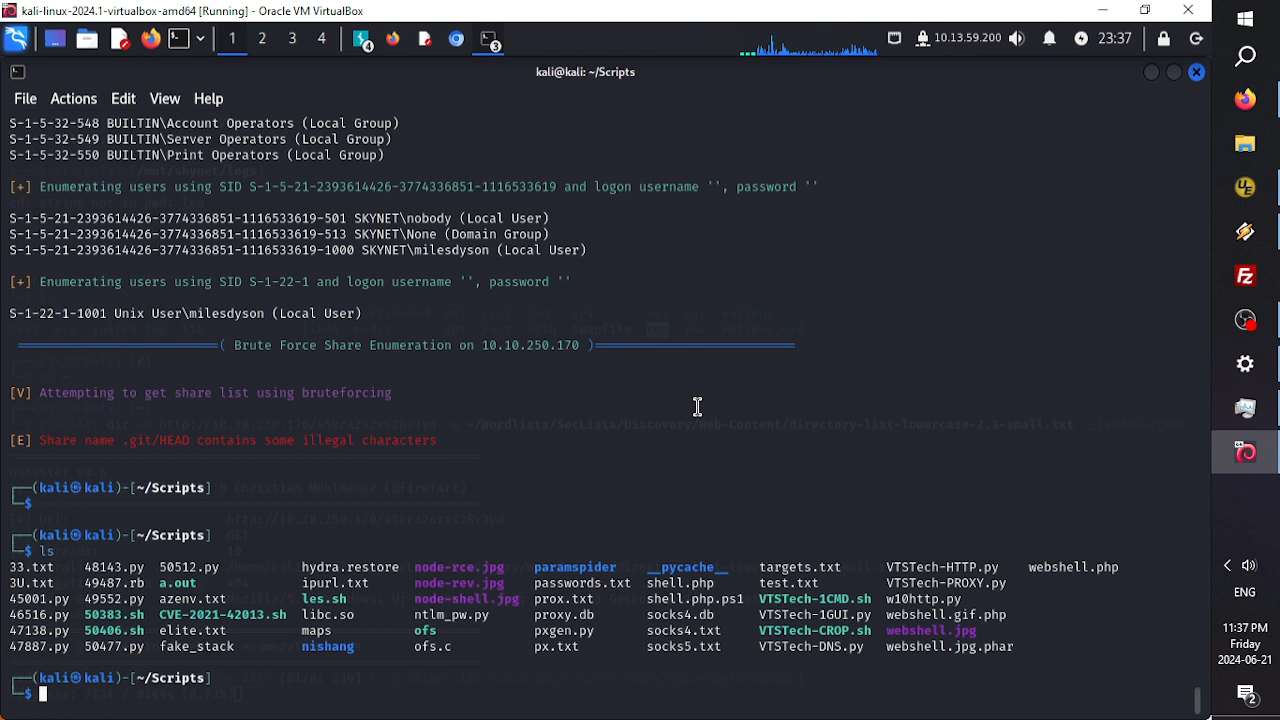 kali-linux-2024.1-virtualbox-amd64 [Running] - Oracle VM VirtualBox
1 2 3 4 4 3 10.13.59.200 23:37
kali@kali: ~/Scripts
File Actions Edit View Help
S-1-5-32-548 BUILTIN\Account Operators (Local Group)
S-1-5-32-549 BUILTIN\Server Operators (Local Group)
S-1-5-32-550 BUILTIN\Print Operators (Local Group)
[+] Enumerating users using SID S-1-5-21-2393614426-3774336851-1116533619 and logon username '', password ''
S-1-5-21-2393614426-3774336851-1116533619-501 SKYNET\nobody (Local User)
S-1-5-21-2393614426-3774336851-1116533619-513 SKYNET\None (Domain Group)
S-1-5-21-2393614426-3774336851-1116533619-1000 SKYNET\milesdyson (Local User)
[+] Enumerating users using SID S-1-22-1 and logon username '', password ''
S-1-22-1-1001 Unix User\milesdyson (Local User)
( Brute Force Share Enumeration on 10.10.250.170 )
[V] Attempting to get share list using bruteforcing
[E] Share name .git/HEAD contains some illegal characters
(kali㉿kali)-[~/Scripts]
$
(kali㉿kali)-[~/Scripts]
$ ls
33.txt 48143.py 50512.py hydra.restore node-rce.jpg paramspider __pycache__ targets.txt VTSTech-HTTP.py webshell.php
3U.txt 49487.rb a.out ipurl.txt node-rev.jpg passwords.txt shell.php test.txt VTSTech-PROXY.py
45001.py 49552.py azenv.txt les.sh node-shell.jpg prox.txt shell.php.ps1 VTSTech-1CMD.sh w10http.py
46516.py 50383.sh CVE-2021-42013.sh libc.so ntlm_pw.py proxy.db socks4.db VTSTech-1GUI.py webshell.gif.php
47138.py 50406.sh elite.txt maps ofs pxgen.py socks4.txt VTSTech-CROP.sh webshell.jpg
47887.py 50477.py fake_stack nishang ofs.c px.txt socks5.txt VTSTech-DNS.py webshell.jpg.phar
(kali㉿kali)-[~/Scripts]
$
ENG
11:37 PM
Friday
2024-06-21
2